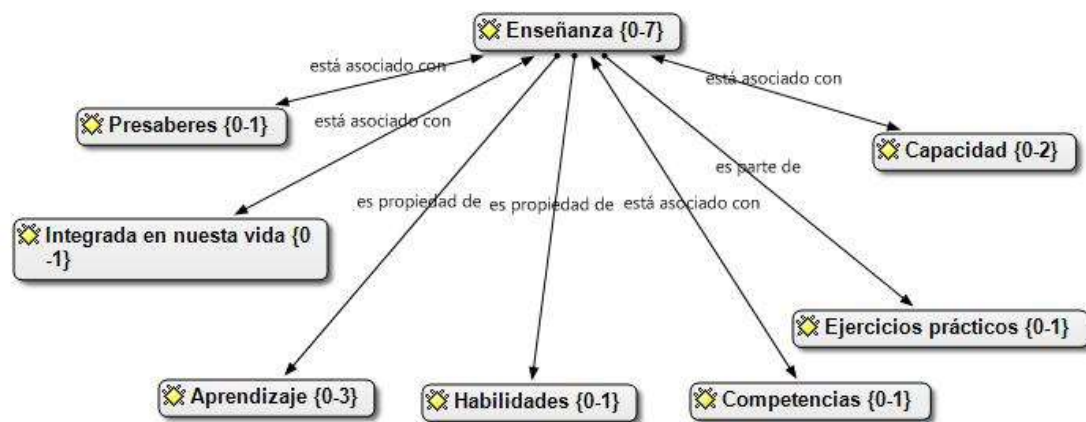 Enseñanza {0-7}
está asociado con
está asociado con
Presaberes {0-1}
está asociado con
Capacidad {0-2}
es parte de
es propiedad de
es propiedad de
está asociado con
Integrada en nuesta vida {0
-1}
Ejercicios prácticos {0-1}
Aprendizaje {0-3}
Habilidades {0-1}
Competencias {0-1}